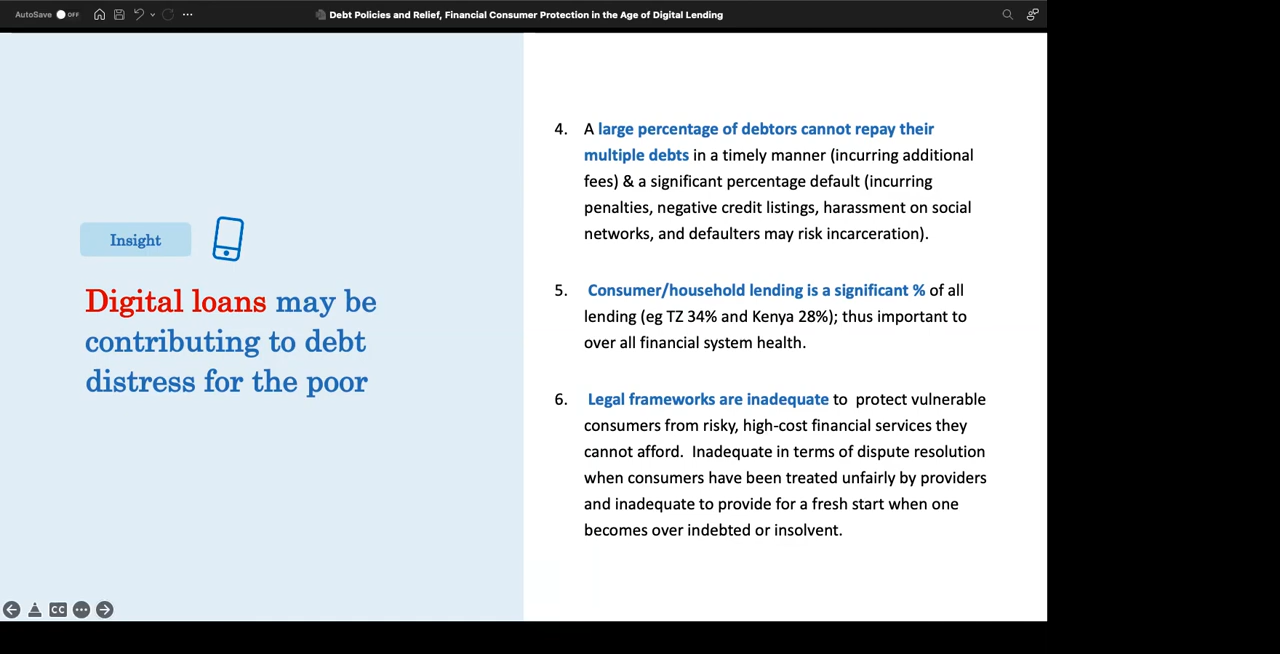 AutoSave OFF
Debt Policies and Relief, Financial Consumer Protection in the Age of Digital Lending
Insight
Digital loans may be
contributing to debt
distress for the poor
4. A large percentage of debtors cannot repay their
multiple debts in a timely manner (incurring additional
fees) & a significant percentage default (incurring
penalties, negative credit listings, harassment on social
networks, and defaulters may risk incarceration).
5. Consumer/household lending is a significant % of all
lending (eg TZ 34% and Kenya 28%); thus important to
over all financial system health.
6. Legal frameworks are inadequate to protect vulnerable
consumers from risky, high-cost financial services they
cannot afford. Inadequate in terms of dispute resolution
when consumers have been treated unfairly by providers
and inadequate to provide for a fresh start when one
becomes over indebted or insolvent.
CC